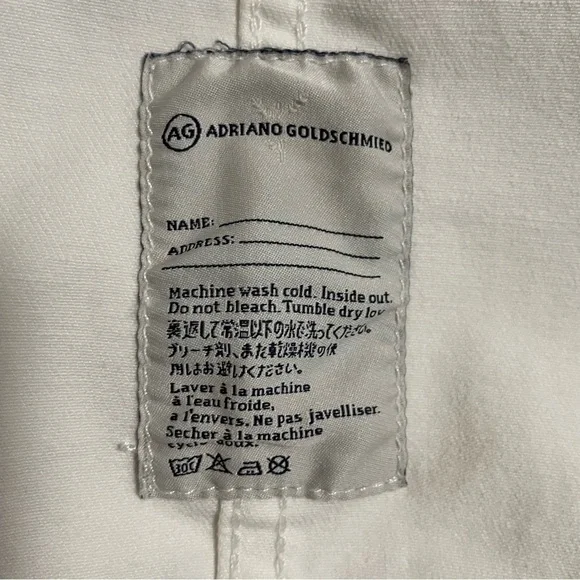 AG ADRIANO GOLDSCHMIED
NAME:
ADDRESS:
Machine wash cold. Inside out.
Do not bleach. Tumble dry low
裏返して常温以下の水で洗ってください。
ブリーチ剤、また乾燥機の使
用はお避けください。
Laver à la machine
à l'eau froide,
a l'envers. Ne pas javelliser.
Secher à la machine
cycle doux.
30C